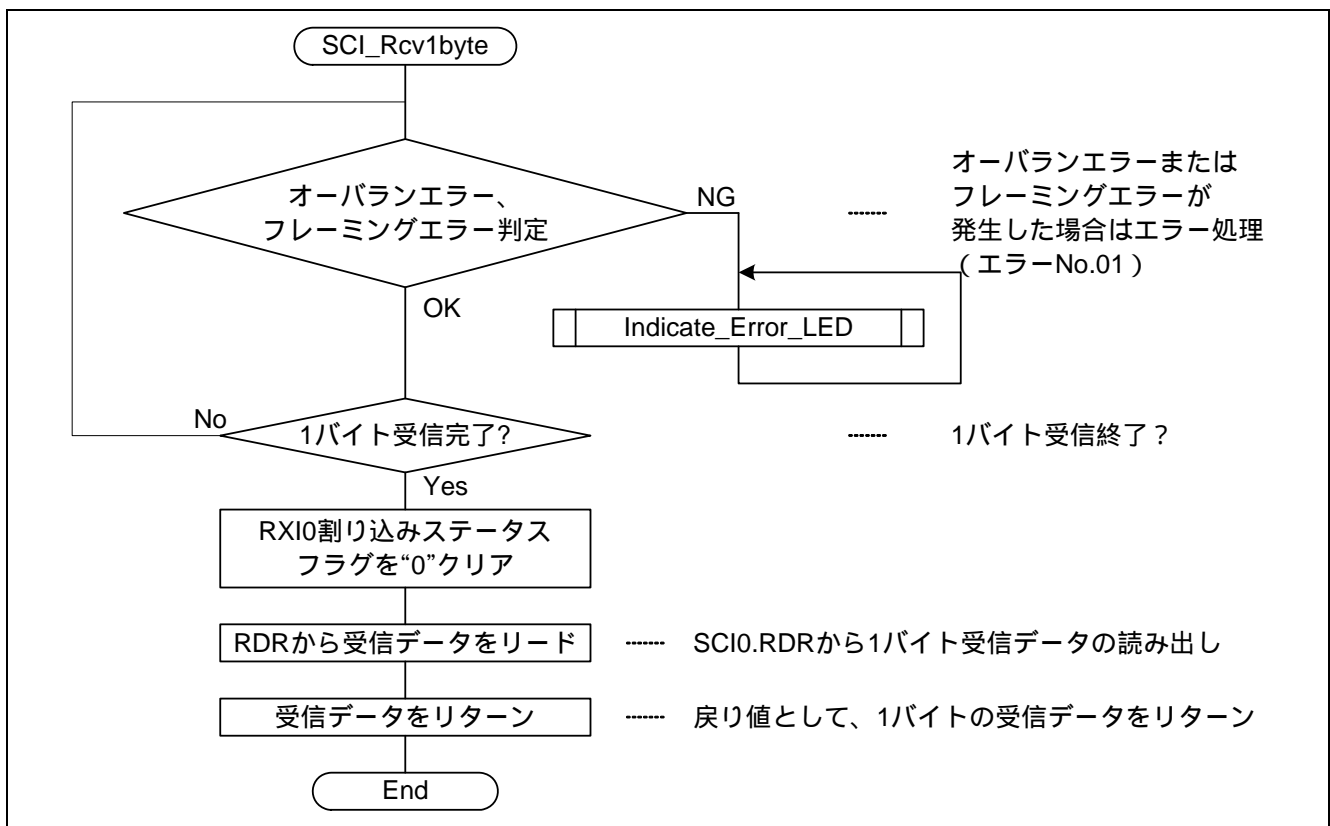 SCI_Rcv1byte
オーバランエラー、
フレーミングエラー判定
NG
オーバランエラーまたは
フレーミングエラーが
発生した場合はエラー処理
（エラーNo.01）
OK
Indicate_Error_LED
No
1バイト受信完了?
1バイト受信終了？
Yes
RXI0割り込みステータス
フラグを“0”クリア
RDRから受信データをリード
SCI0.RDRから1バイト受信データの読み出し
受信データをリターン
戻り値として、1バイトの受信データをリターン
End